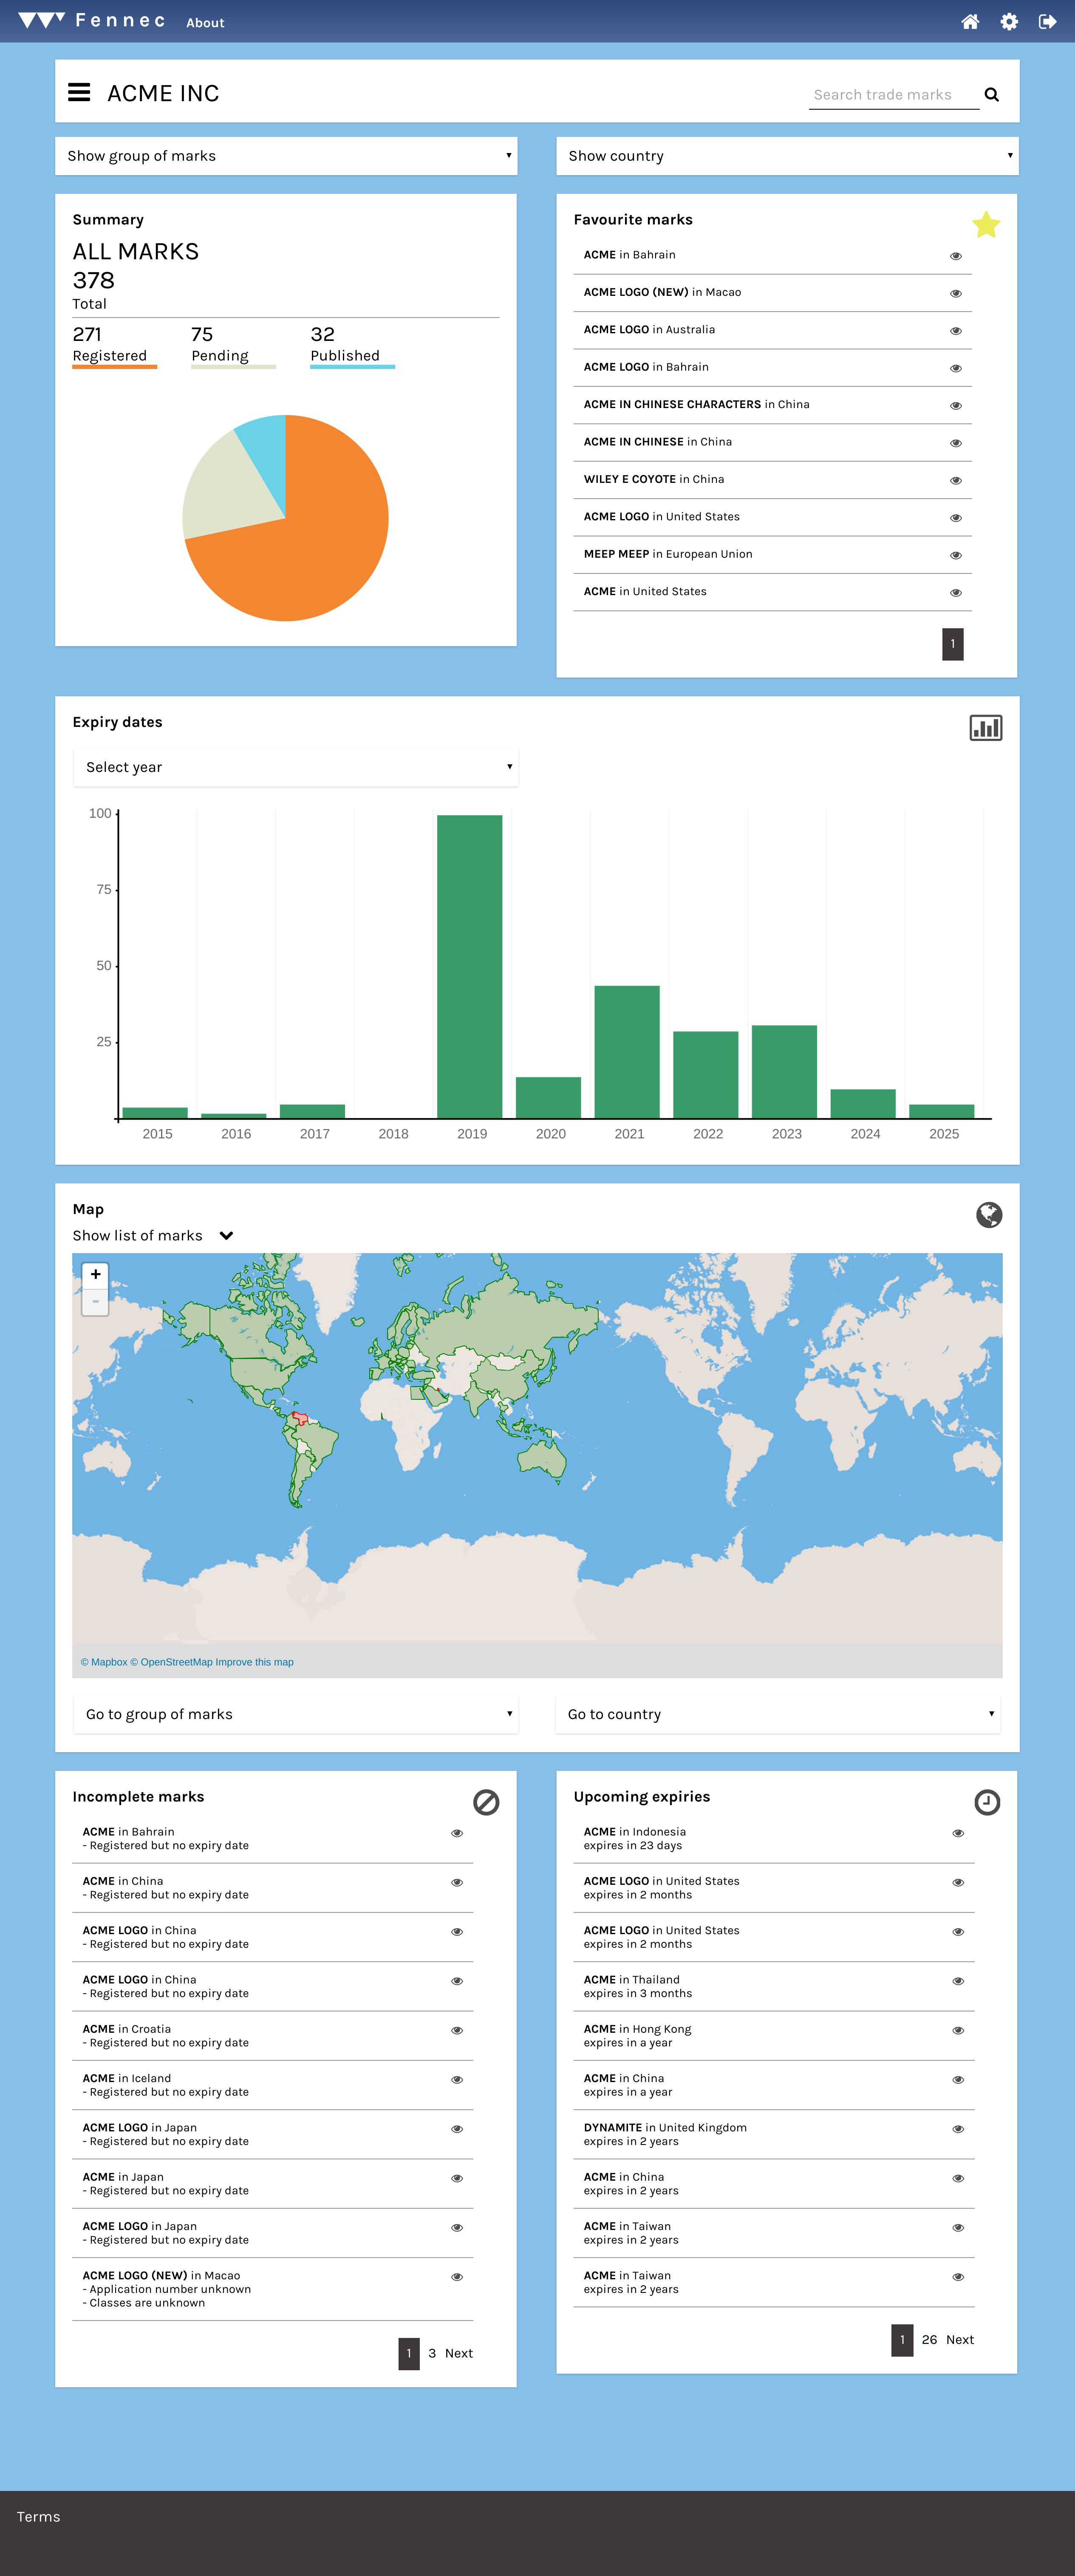 Fennec About
ACME INC
Search trade marks
Show group of marks
Show country
Summary
ALL MARKS
378
Total
271 75 32
Registered Pending Published
Favourite marks
ACME in Bahrain
ACME LOGO (NEW) in Macao
ACME LOGO in Australia
ACME LOGO in Bahrain
ACME IN CHINESE CHARACTERS in China
ACME IN CHINESE in China
WILEY E COYOTE in China
ACME LOGO in United States
MEEP MEEP in European Union
ACME in United States
1
Expiry dates
Select year
100
75
50
25
2015 2016 2017 2018 2019 2020 2021 2022 2023 2024 2025
Map
Show list of marks
+
-
© Mapbox © OpenStreetMap Improve this map
Go to group of marks
Go to country
Incomplete marks
ACME in Bahrain
- Registered but no expiry date
ACME in China
- Registered but no expiry date
ACME LOGO in China
- Registered but no expiry date
ACME LOGO in China
- Registered but no expiry date
ACME in Croatia
- Registered but no expiry date
ACME in Iceland
- Registered but no expiry date
ACME LOGO in Japan
- Registered but no expiry date
ACME in Japan
- Registered but no expiry date
ACME LOGO in Japan
- Registered but no expiry date
ACME LOGO (NEW) in Macao
- Application number unknown
- Classes are unknown
1 3 Next
Upcoming expiries
ACME in Indonesia
expires in 23 days
ACME LOGO in United States
expires in 2 months
ACME LOGO in United States
expires in 2 months
ACME in Thailand
expires in 3 months
ACME in Hong Kong
expires in a year
ACME in China
expires in a year
DYNAMITE in United Kingdom
expires in 2 years
ACME in China
expires in 2 years
ACME in Taiwan
expires in 2 years
ACME in Taiwan
expires in 2 years
1 26 Next
Terms